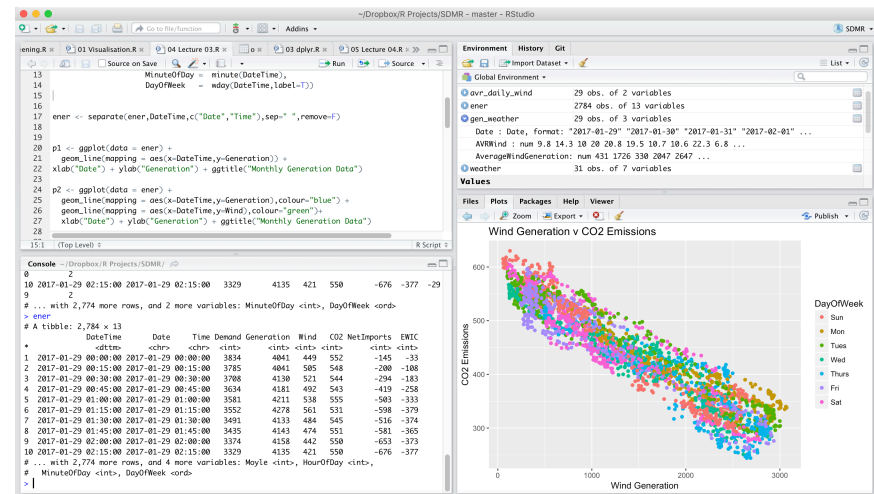 ~/Dropbox/R Projects/SDMR - master - RStudio
Go to file/function
Addins
SDMR
ening.R × 01 Visualisation.R × 04 Lecture 03.R × o × 03 dplyr.R × 05 Lecture 04.R ×
Source on Save Run Source
13 MinuteOfDay = minute(DateTime),
14 DayOfWeek = wday(DateTime,label=T))
15
16
17 ener <- separate(ener,DateTime,c("Date","Time"),sep=" ",remove=F)
18
19
20 p1 <- ggplot(data = ener) +
21 geom_line(mapping = aes(x=DateTime,y=Generation)) +
22 xlab("Date") + ylab("Generation") + ggtitle("Monthly Generation Data")
23
24 p2 <- ggplot(data = ener) +
25 geom_line(mapping = aes(x=DateTime,y=Generation),colour="blue") +
26 geom_line(mapping = aes(x=DateTime,y=Wind),colour="green")+
27 xlab("Date") + ylab("Generation") + ggtitle("Monthly Generation Data")
28
15:1 (Top Level) R Script
Console ~/Dropbox/R Projects/SDMR/
0 2
10 2017-01-29 02:15:00 2017-01-29 02:15:00 3329 4135 421 550 -676 -377 -29
9 2
# ... with 2,774 more rows, and 2 more variables: MinuteOfDay <int>, DayOfWeek <ord>
> ener
# A tibble: 2,784 × 13
DateTime Date Time Demand Generation Wind CO2 NetImports EWIC
* <dttm> <chr> <chr> <int> <int> <int> <int> <int> <int>
1 2017-01-29 00:00:00 2017-01-29 00:00:00 3834 4041 449 552 -145 -33
2 2017-01-29 00:15:00 2017-01-29 00:15:00 3785 4041 505 548 -200 -108
3 2017-01-29 00:30:00 2017-01-29 00:30:00 3708 4130 521 544 -294 -183
4 2017-01-29 00:45:00 2017-01-29 00:45:00 3634 4181 492 543 -419 -258
5 2017-01-29 01:00:00 2017-01-29 01:00:00 3581 4211 538 555 -503 -333
6 2017-01-29 01:15:00 2017-01-29 01:15:00 3552 4278 561 531 -598 -379
7 2017-01-29 01:30:00 2017-01-29 01:30:00 3491 4133 484 545 -516 -374
8 2017-01-29 01:45:00 2017-01-29 01:45:00 3435 4143 474 551 -581 -365
9 2017-01-29 02:00:00 2017-01-29 02:00:00 3374 4158 442 550 -653 -373
10 2017-01-29 02:15:00 2017-01-29 02:15:00 3329 4135 421 550 -676 -377
# ... with 2,774 more rows, and 4 more variables: Moyle <int>, HourOfDay <int>,
# MinuteOfDay <int>, DayOfWeek <ord>
>
Environment History Git
Import Dataset List
Global Environment
avr_daily_wind 29 obs. of 2 variables
ener 2784 obs. of 13 variables
gen_weather 29 obs. of 3 variables
Date : Date, format: "2017-01-29" "2017-01-30" "2017-01-31" "2017-02-01" ...
AVRWind : num 9.8 14.3 10 20 20.8 19.5 10.7 10.6 22.3 6.8 ...
AverageWindGeneration: num 431 1726 330 2047 2647 ...
weather 31 obs. of 7 variables
Values
Files Plots Packages Help Viewer
Zoom Export Publish
Wind Generation v CO2 Emissions
600
500
400
300
CO2 Emissions
0 1000 2000 3000
Wind Generation
DayOfWeek
Sun
Mon
Tues
Wed
Thurs
Fri
Sat